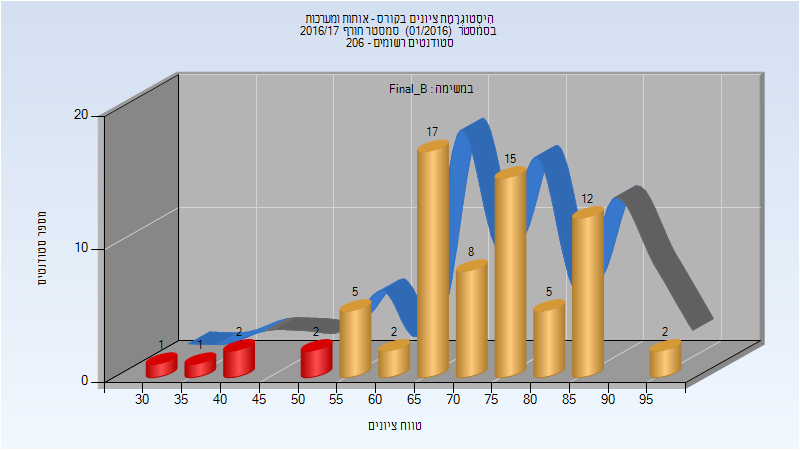 היסטוגרמת ציונים בקורס - אותות ומערכות
בסמסטר (01/2016) סמסטר חורף 2016/17
סטודנטים רשומים - 206
במשימה : Final_B
מספר סטודנטים
20
10
0
1
1
2
2
5
2
17
8
15
5
12
2
30 35 40 45 50 55 60 65 70 75 80 85 90 95
טווח ציונים